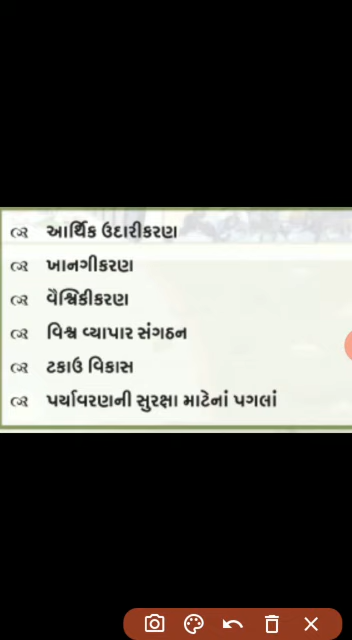 આર્થિક ઉદારીકરણ
ખાનગીકરણ
વૈશ્વિકીકરણ
વિશ્વ વ્યાપાર સંગઠન
ટકાઉ વિકાસ
પર્યાવરણની સુરક્ષા માટેનાં પગલાં